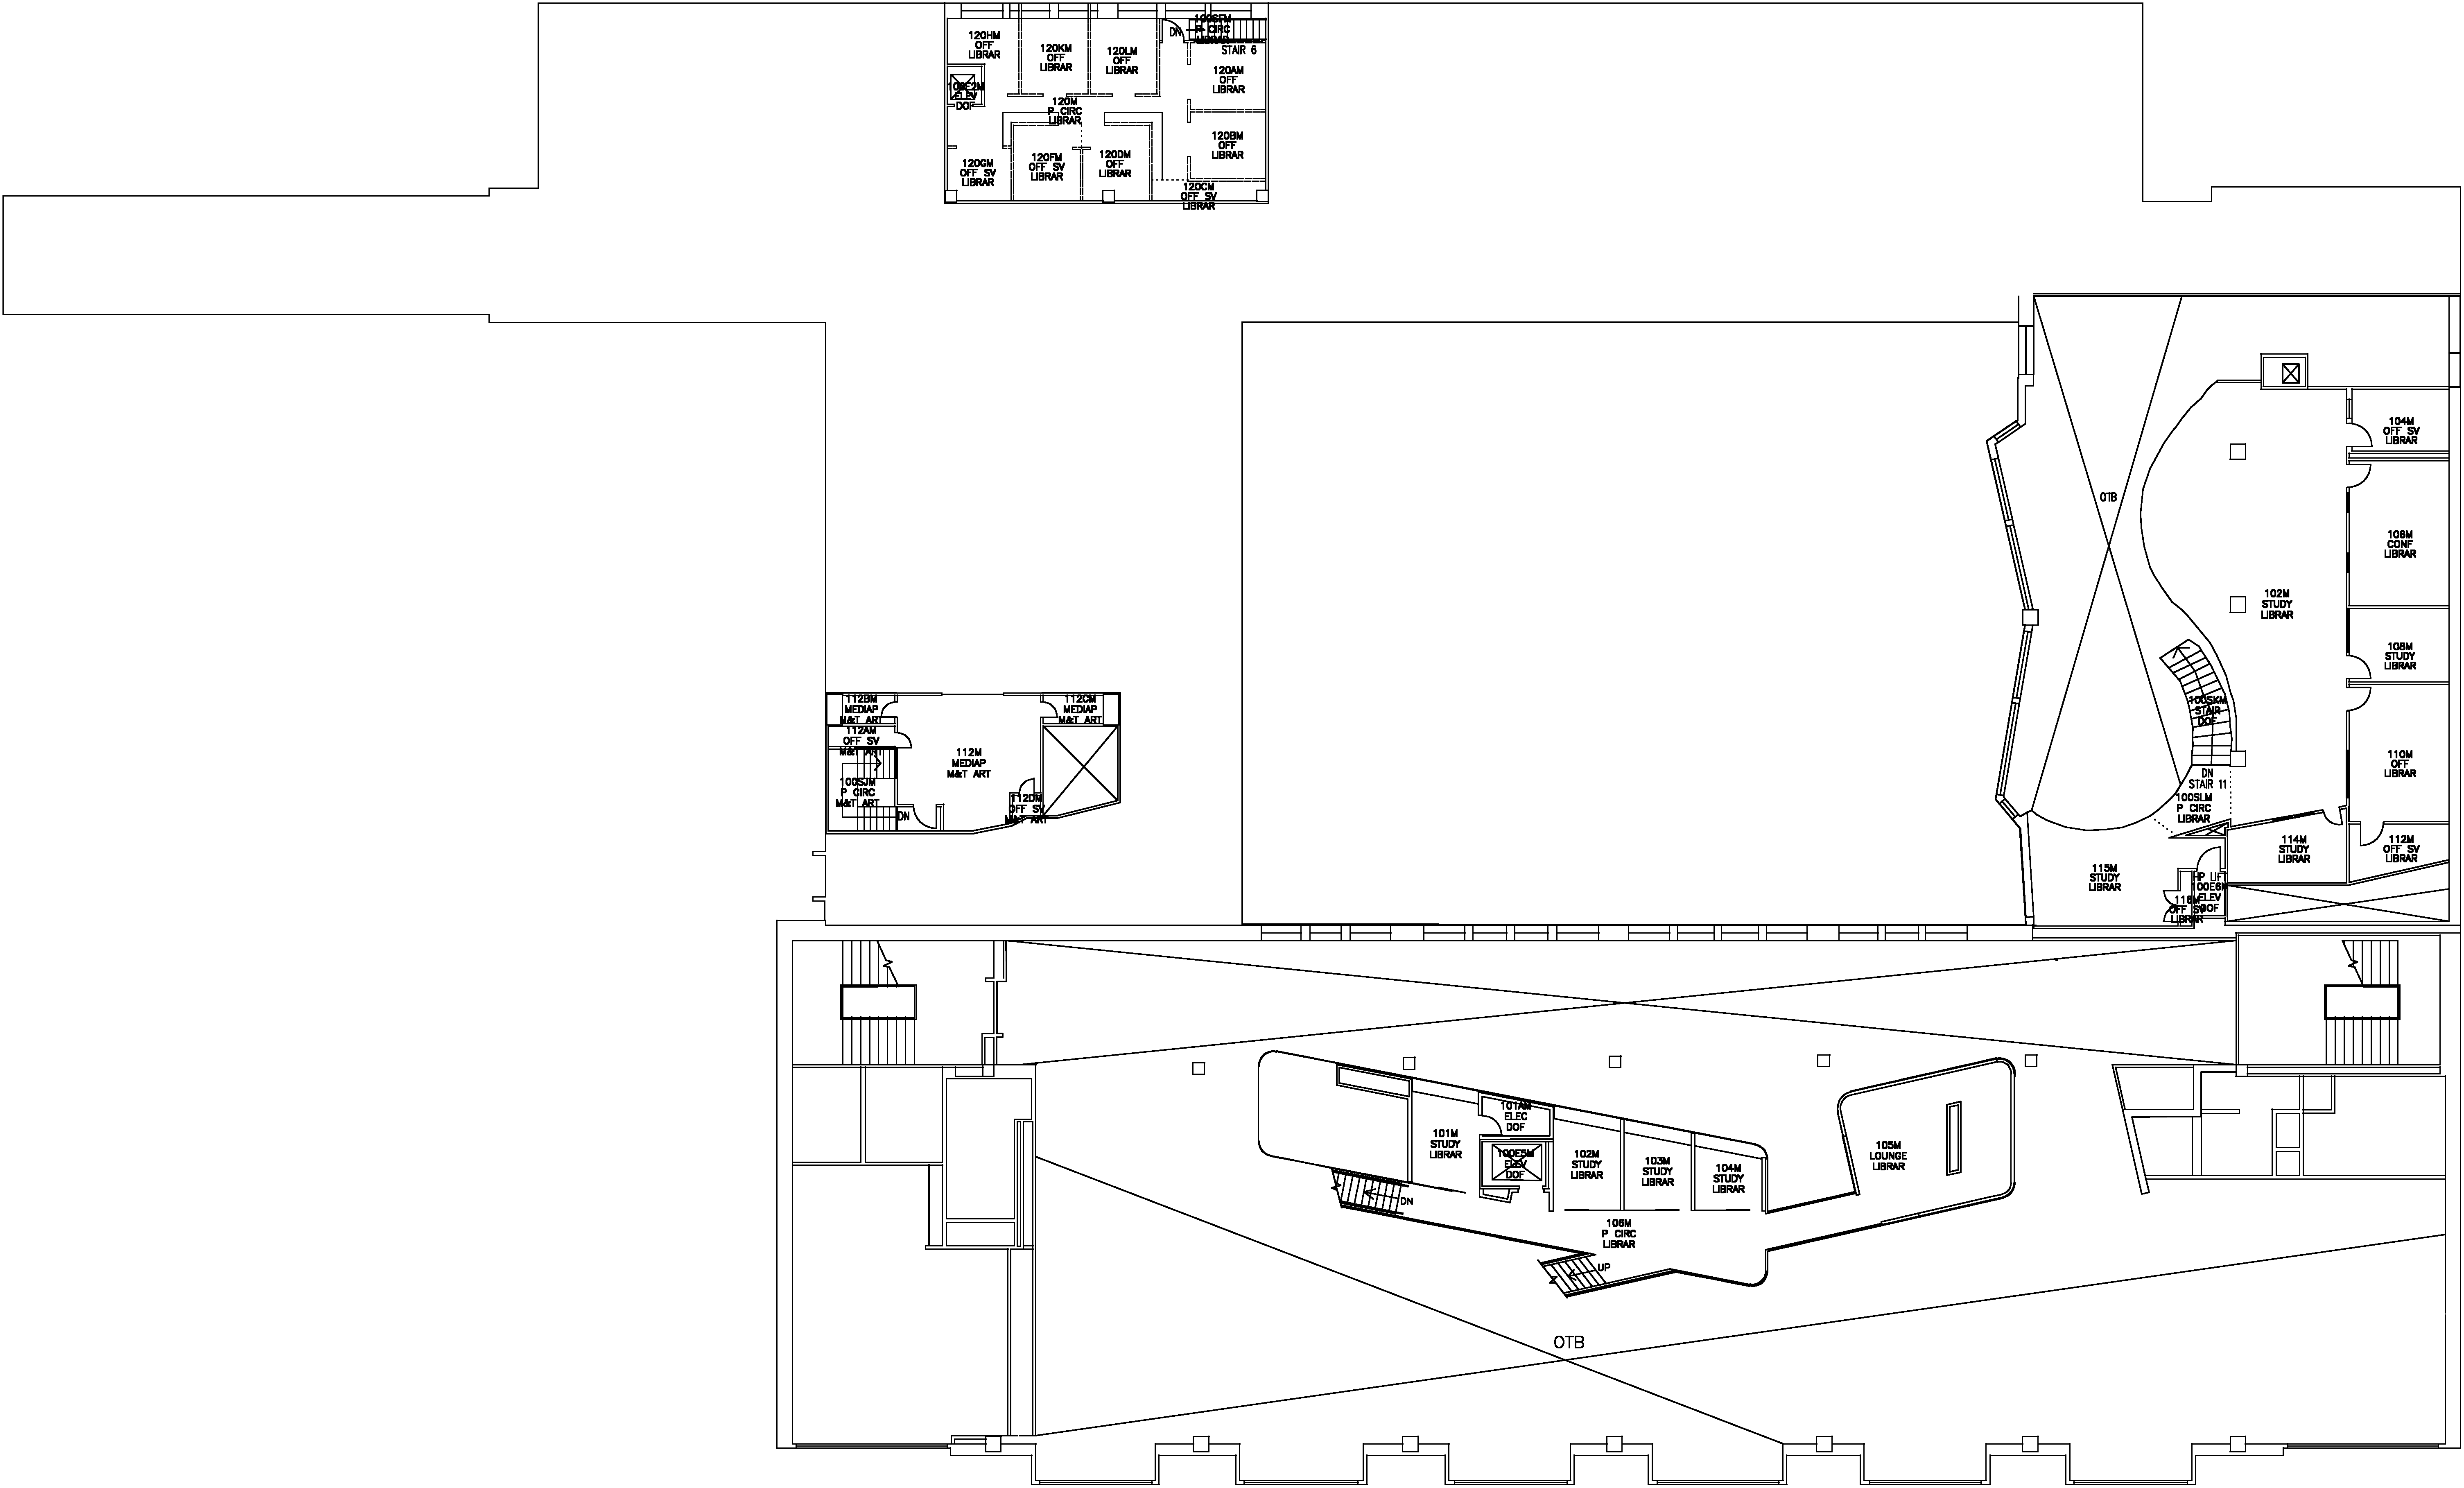 120HM
OFF
LIBRAR
120KM
OFF
LIBRAR
120LM
OFF
LIBRAR
DN
100SFM
P CIRC
LIBRAR
STAIR 6
120AM
OFF
LIBRAR
100E2M
ELEV
DOF
120M
P CIRC
LIBRAR
120BM
OFF
LIBRAR
120GM
OFF SV
LIBRAR
120FM
OFF SV
LIBRAR
120DM
OFF
LIBRAR
120CM
OFF SV
LIBRAR
104M
OFF SV
LIBRAR
OTB
106M
CONF
LIBRAR
102M
STUDY
LIBRAR
108M
STUDY
LIBRAR
100SKM
STAIR
DOF
110M
OFF
LIBRAR
DN
STAIR 11
100SLM
P CIRC
LIBRAR
114M
STUDY
LIBRAR
112M
OFF SV
LIBRAR
115M
STUDY
LIBRAR
HP LIFT
100E6M
ELEV
DOF
116M
OFF SV
LIBRAR
112BM
MEDIAP
M&T ART
112CM
MEDIAP
M&T ART
112AM
OFF SV
M&T ART
112M
MEDIAP
M&T ART
100SJM
P CIRC
M&T ART
DN
112DM
OFF SV
M&T ART
101AM
ELEC
DOF
101M
STUDY
LIBRAR
100E5M
ELEV
DOF
102M
STUDY
LIBRAR
103M
STUDY
LIBRAR
104M
STUDY
LIBRAR
105M
LOUNGE
LIBRAR
DN
106M
P CIRC
LIBRAR
UP
OTB